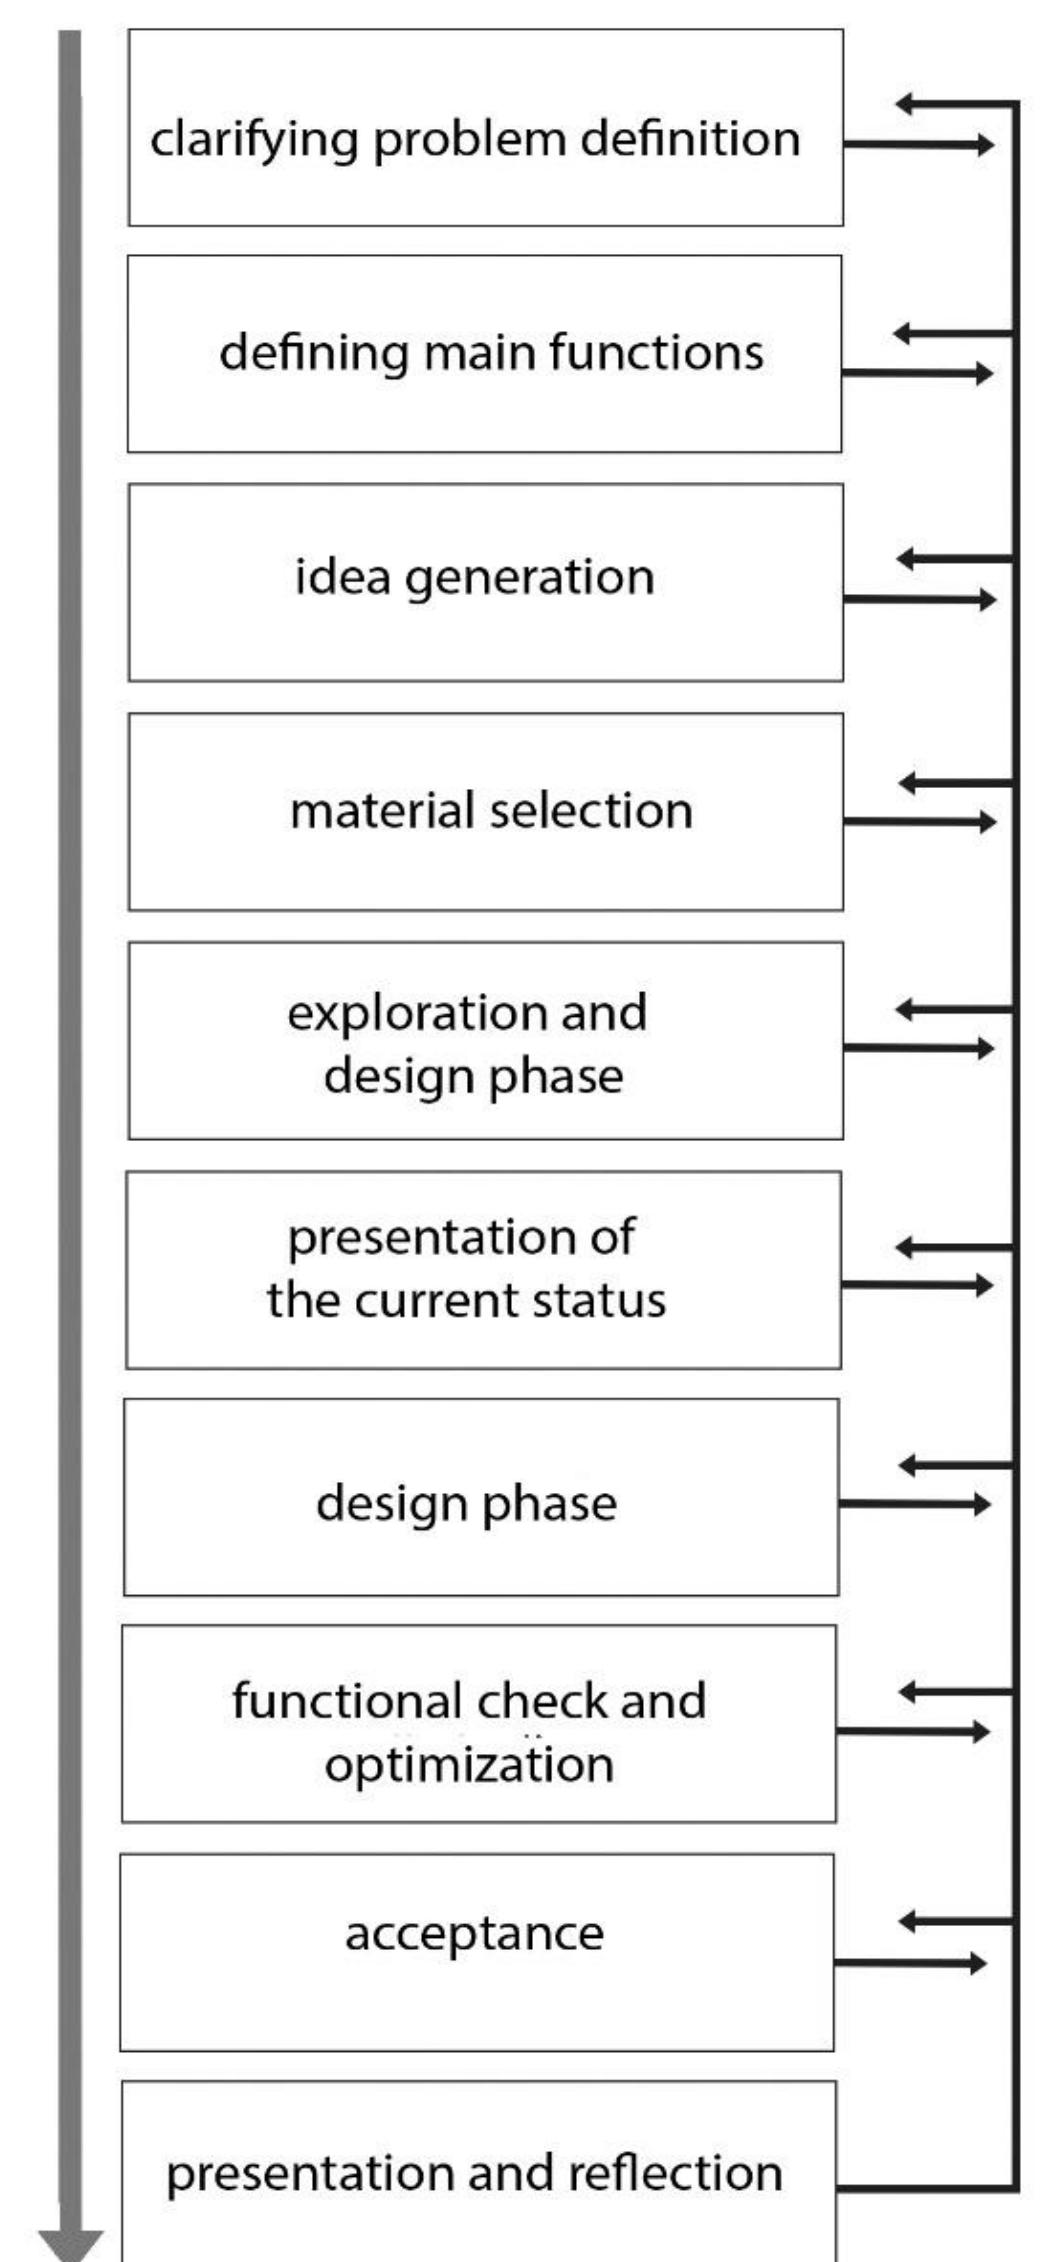 clarifying problem definition
defining main functions
idea generation
material selection
exploration and
design phase
presentation of
the current status
design phase
functional check and
optimization
acceptance
presentation and reflection